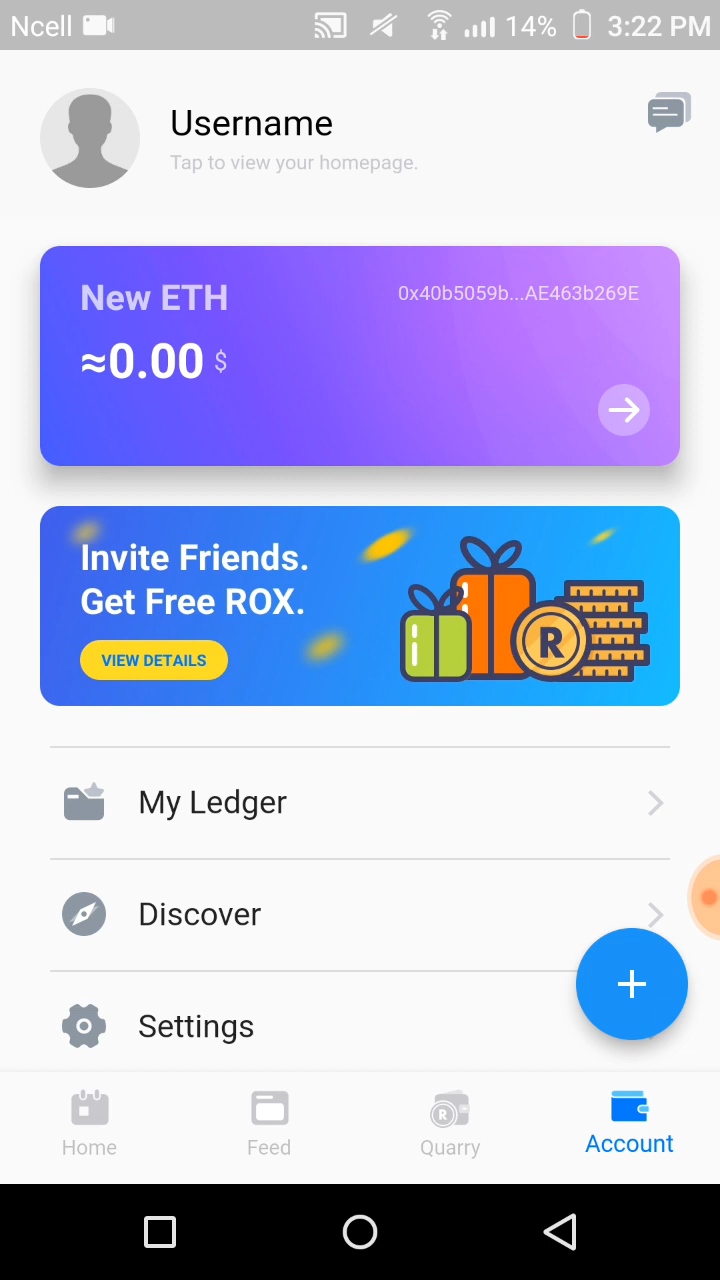 Ncell 14% 3:22 PM
Username
Tap to view your homepage.
New ETH 0x40b5059b...AE463b269E
≈0.00 $
Invite Friends.
Get Free ROX.
VIEW DETAILS
R
My Ledger
Discover
Settings
R
Home Feed Quarry Account